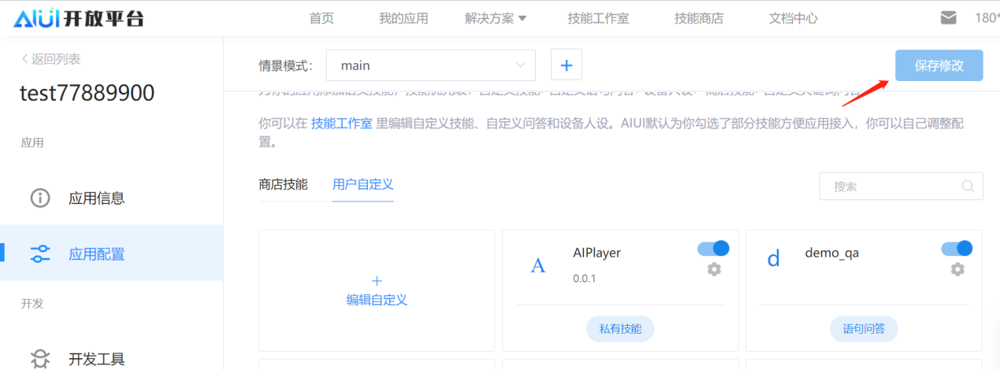 AIUI开放平台
首页 我的应用 解决方案 技能工作室 技能商店 文档中心 180*
返回列表
test77889900
情景模式： main + 保存修改
你可以在 技能工作室 里编辑自定义技能、自定义问答和设备人设。AIUI默认为你勾选了部分技能方便应用接入，你可以自己调整配
置。
应用
应用信息
应用配置
开发
开发工具
商店技能 用户自定义
搜索
+
编辑自定义
A AIPlayer
0.0.1
私有技能
d demo_qa
语句问答